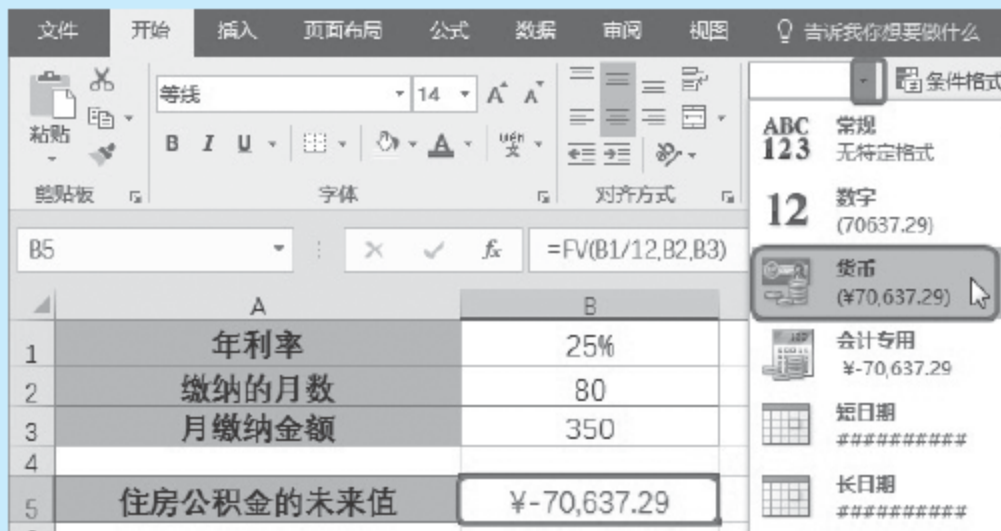 文件 开始 插入 页面布局 公式 数据 审阅 视图 告诉我你想要做什么
等线 14 A A 条件格式
粘贴 B I U A wén 文
剪贴板 字体 对齐方式
ABC 123 常规
无特定格式
12 数字
(70637.29)
货币
(¥70,637.29)
会计专用
¥-70,637.29
短日期
##########
长日期
##########
B5 fx =FV(B1/12,B2,B3)
A B
1 年利率 25%
2 缴纳的月数 80
3 月缴纳金额 350
4
5 住房公积金的未来值 ¥-70,637.29